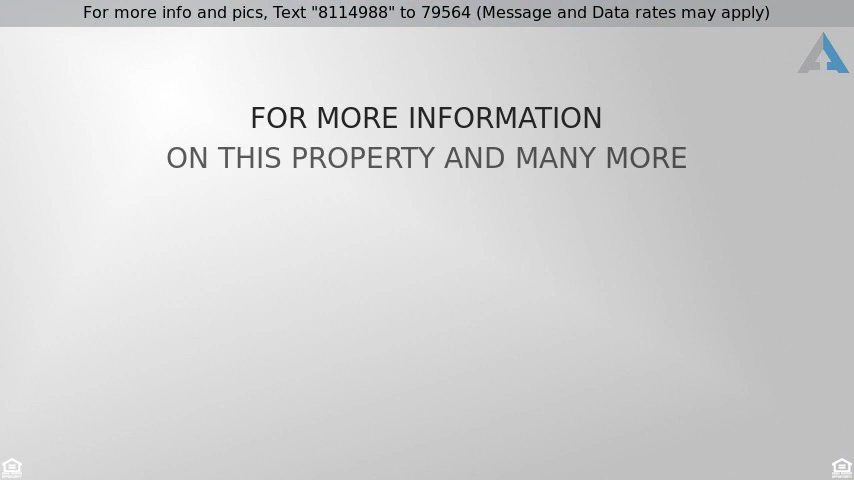 For more info and pics, Text "8114988" to 79564 (Message and Data rates may apply)
FOR MORE INFORMATION
ON THIS PROPERTY AND MANY MORE